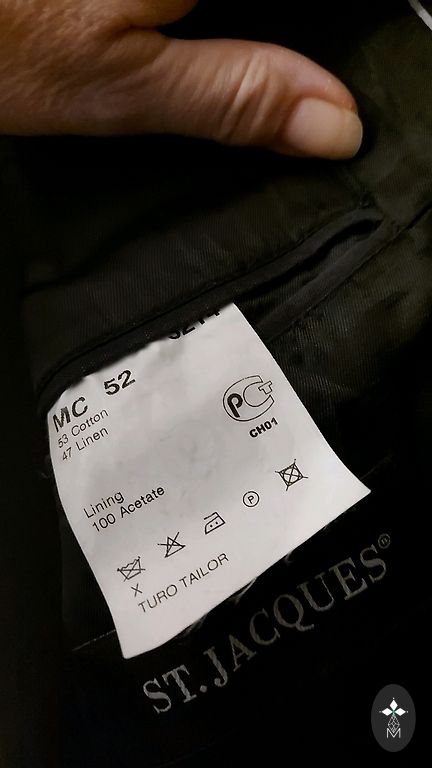 MC 52
53 Cotton
47 Linen
PCT
CH01
Lining
100 Acetate
P
X
TURO TAILOR
ST. JACQUES®
M